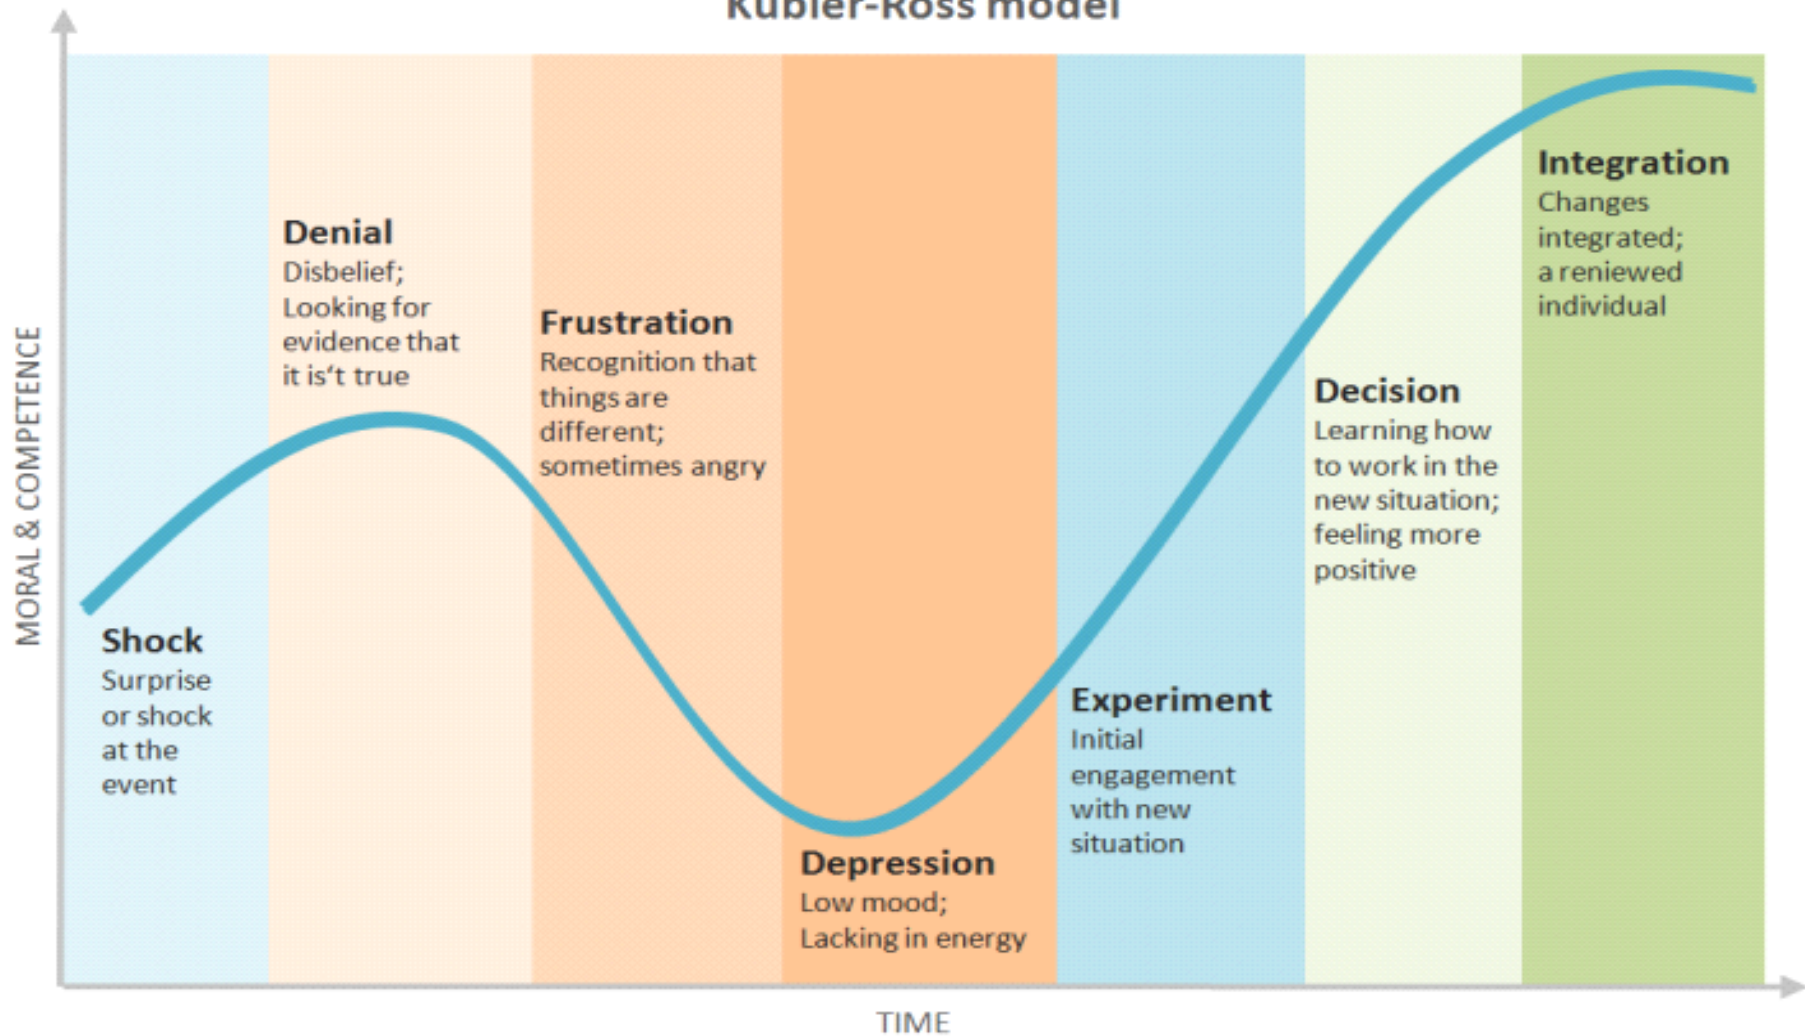 Kübler-Ross model
MORAL & COMPETENCE
Shock
Surprise
or shock
at the
event
Denial
Disbelief;
Looking for
evidence that
it is‘t true
Frustration
Recognition that
things are
different;
sometimes angry
Depression
Low mood;
Lacking in energy
Experiment
Initial
engagement
with new
situation
Decision
Learning how
to work in the
new situation;
feeling more
positive
Integration
Changes
integrated;
a reniewed
individual
TIME